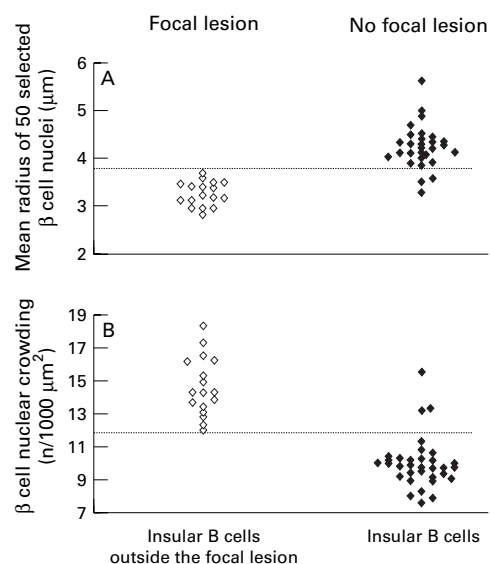 Focal lesion
No focal lesion
A
Mean radius of 50 selected
β cell nuclei (μm)
6
5
4
3
2
B
β cell nuclear crowding
(n/1000 μm²)
19
17
15
13
11
9
7
Insular B cells
outside the focal lesion
Insular B cells